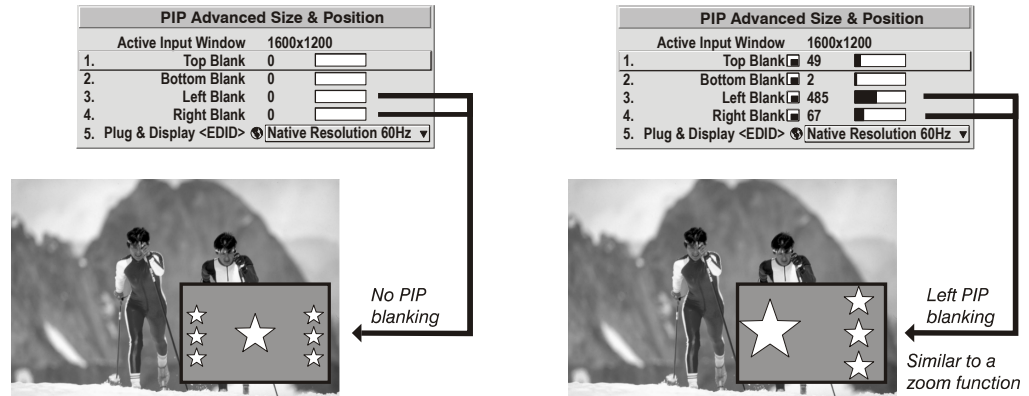 PIP Advanced Size & Position
Active Input Window 1600x1200
1. Top Blank 0
2. Bottom Blank 0
3. Left Blank 0
4. Right Blank 0
5. Plug & Display <EDID> Native Resolution 60Hz
No PIP
blanking
PIP Advanced Size & Position
Active Input Window 1600x1200
1. Top Blank 49
2. Bottom Blank 2
3. Left Blank 485
4. Right Blank 67
5. Plug & Display <EDID> Native Resolution 60Hz
Left PIP
blanking
Similar to a
zoom function